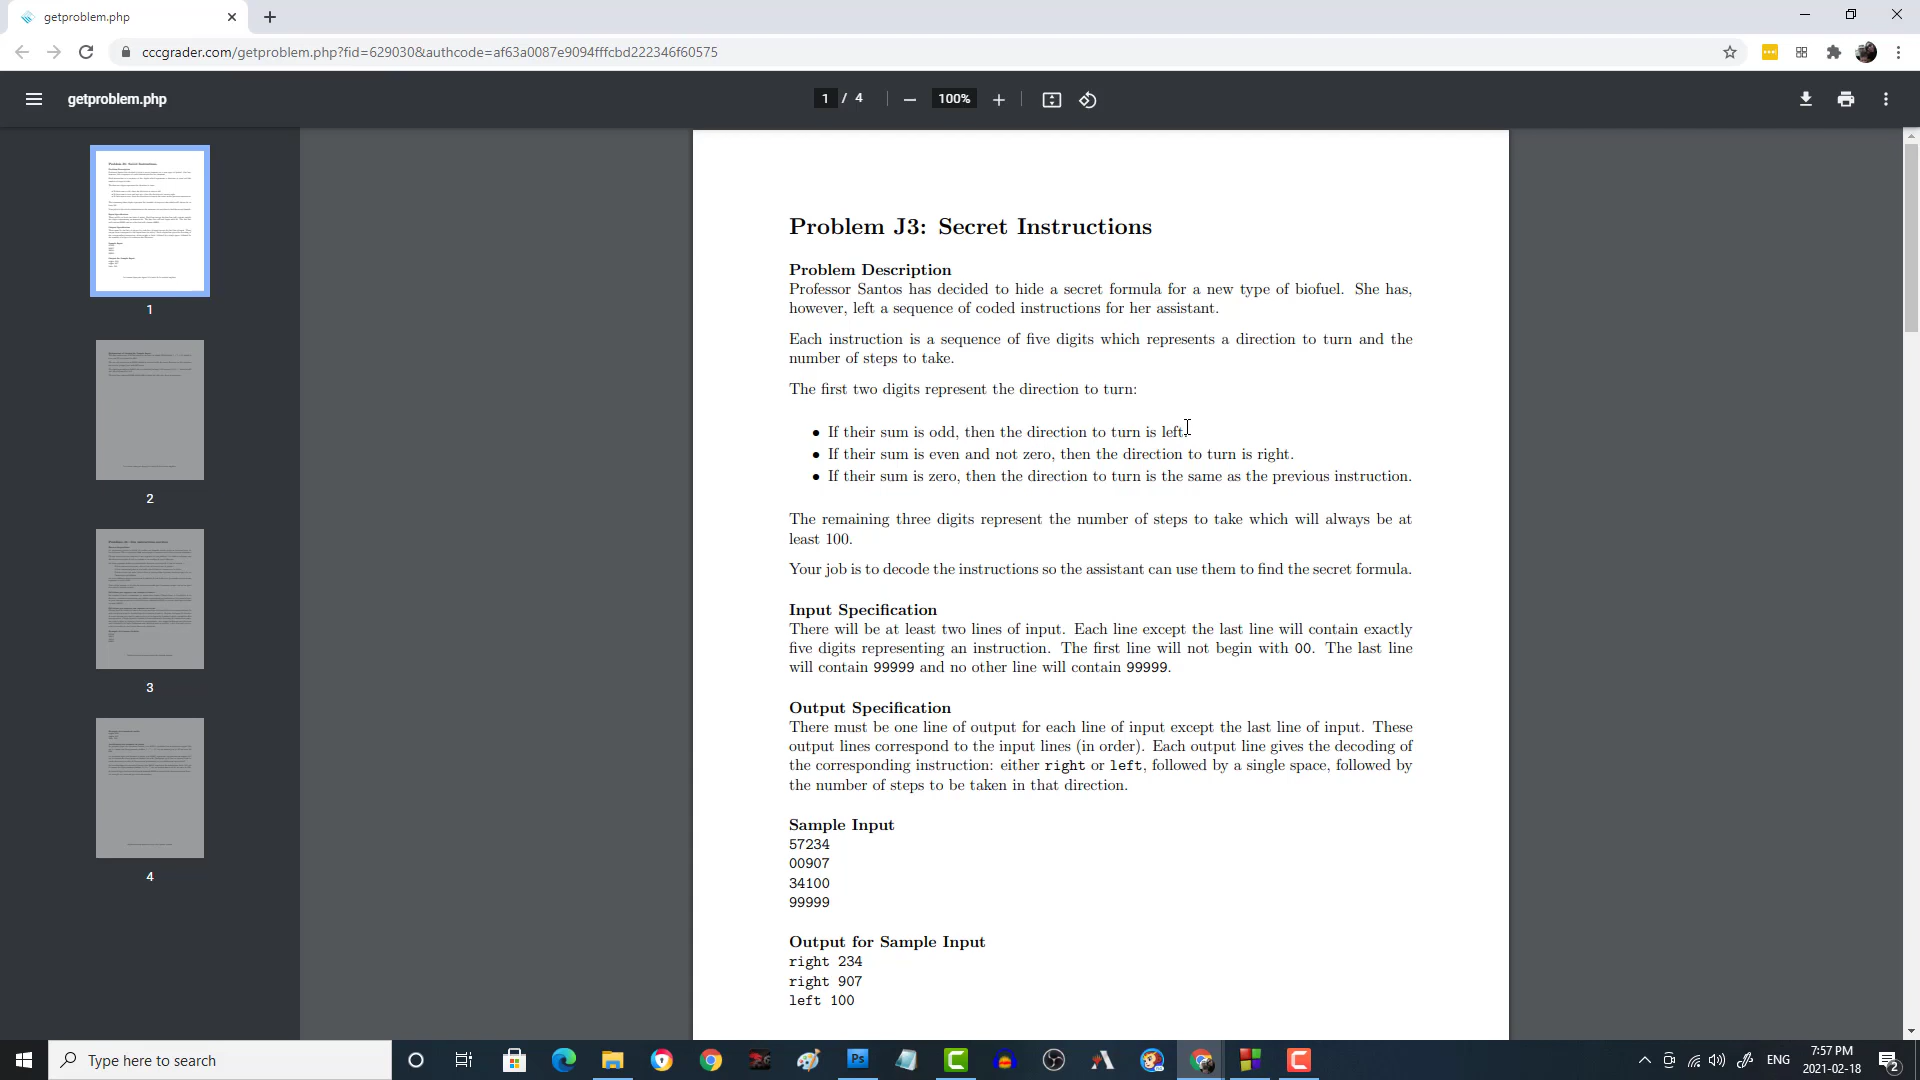 getproblem.php
cccgrader.com/getproblem.php?fid=629030&authcode=af63a0087e9094fffcbd222346f60575
getproblem.php
1 / 4
100%
1
2
3
4
Problem J3: Secret Instructions
Problem Description
Professor Santos has decided to hide a secret formula for a new type of biofuel. She has,
however, left a sequence of coded instructions for her assistant.
Each instruction is a sequence of five digits which represents a direction to turn and the
number of steps to take.
The first two digits represent the direction to turn:
• If their sum is odd, then the direction to turn is left.
• If their sum is even and not zero, then the direction to turn is right.
• If their sum is zero, then the direction to turn is the same as the previous instruction.
The remaining three digits represent the number of steps to take which will always be at
least 100.
Your job is to decode the instructions so the assistant can use them to find the secret formula.
Input Specification
There will be at least two lines of input. Each line except the last line will contain exactly
five digits representing an instruction. The first line will not begin with 00. The last line
will contain 99999 and no other line will contain 99999.
Output Specification
There must be one line of output for each line of input except the last line of input. These
output lines correspond to the input lines (in order). Each output line gives the decoding of
the corresponding instruction: either right or left, followed by a single space, followed by
the number of steps to be taken in that direction.
Sample Input
57234
00907
34100
99999
Output for Sample Input
right 234
right 907
left 100
Type here to search
Ps
ENG
7:57 PM
2021-02-18
2